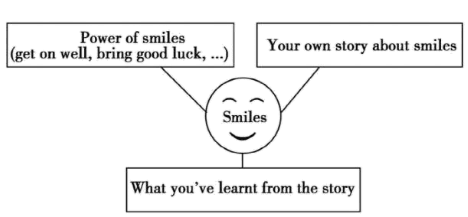 Power of smiles
(get on well, bring good luck, ...)
Your own story about smiles
Smiles
What you've learnt from the story